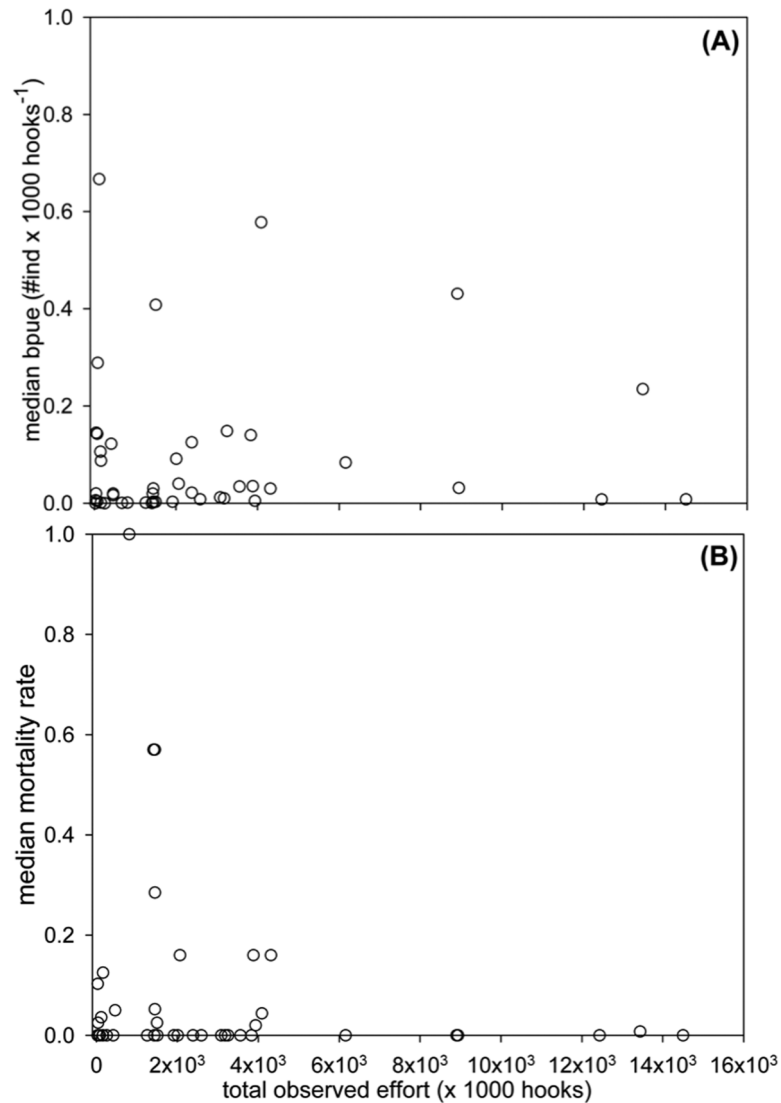 (A)
median bpue (#ind x 1000 hooks⁻¹)
1.0
0.8
0.6
0.4
0.2
0.0
(B)
median mortality rate
1.0
0.8
0.6
0.4
0.2
0.0
0 2x10³ 4x10³ 6x10³ 8x10³ 10x10³ 12x10³ 14x10³ 16x10³
total observed effort (x 1000 hooks)